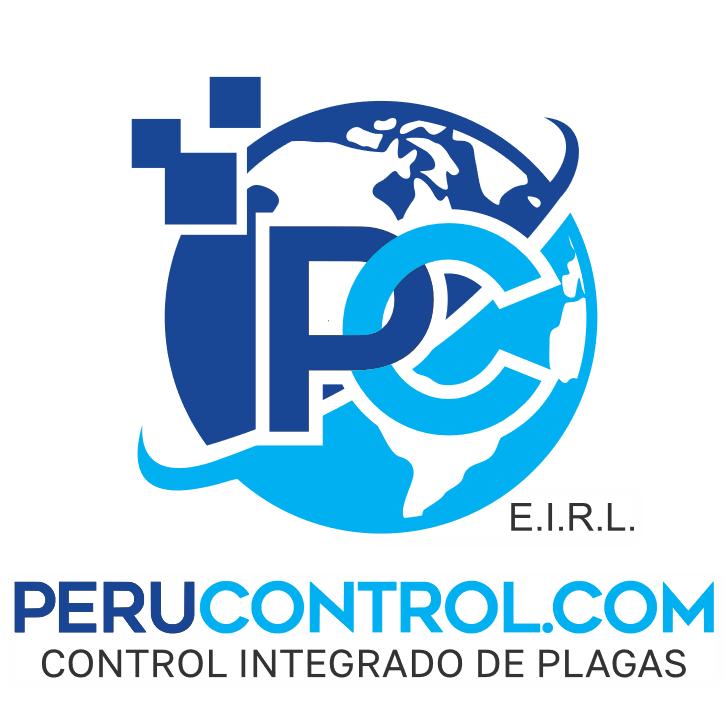 PC
E.I.R.L.
PERUCONTROL.COM
CONTROL INTEGRADO DE PLAGAS